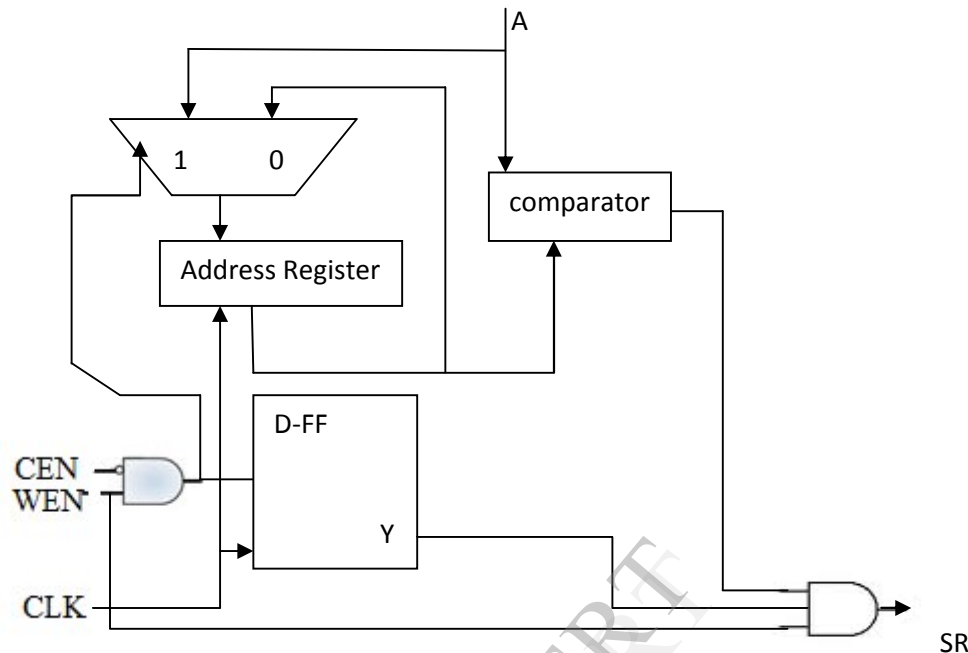 A
1 0
comparator
Address Register
D-FF
CEN
WEN
Y
CLK
SR